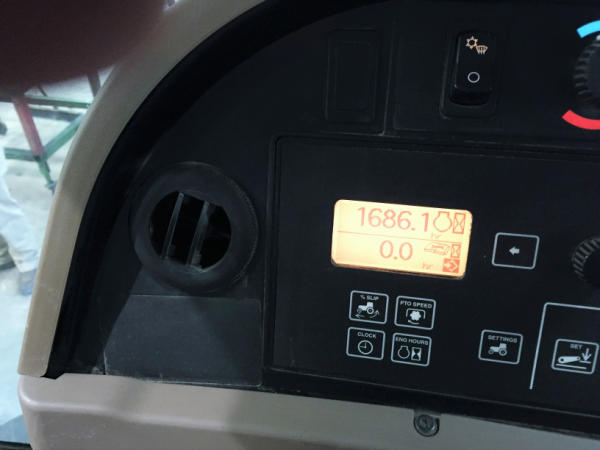 1686.1
hr
0.0
hr
% SLIP
PTO SPEED
CLOCK
ENG HOURS
SETTINGS
SET